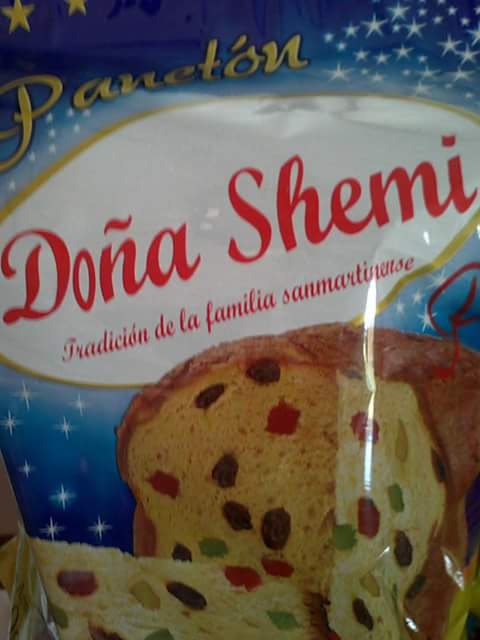 Panetón
Doña Shemi
Tradición de la familia sanmartinense